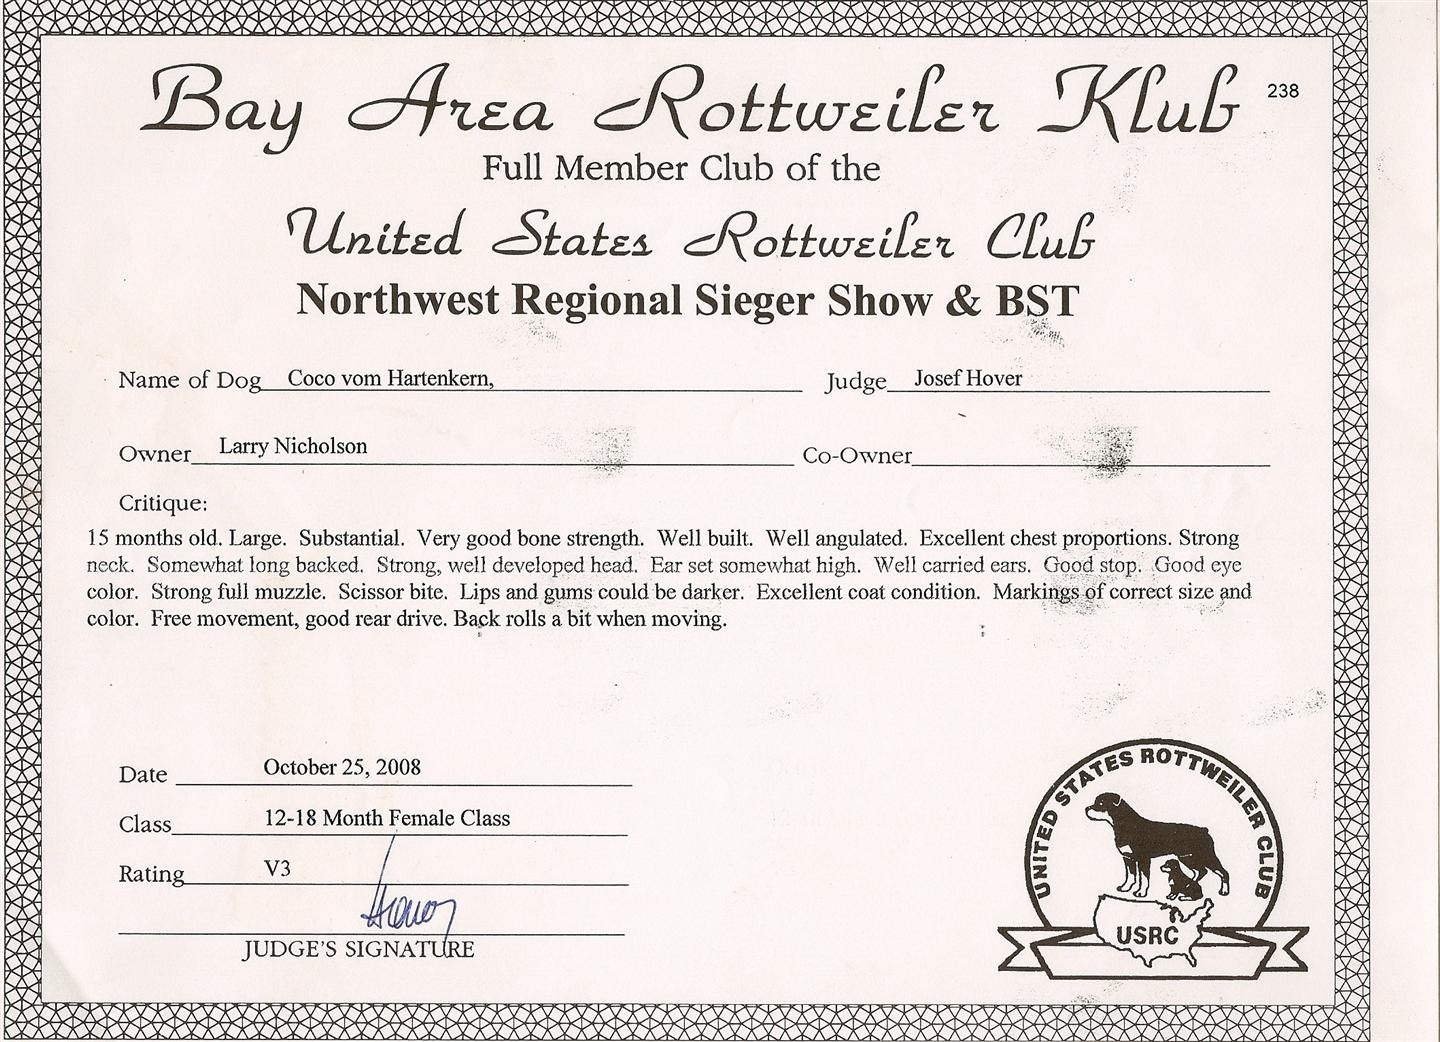 Bay Area Rottweiler Klub
238
Full Member Club of the
United States Rottweiler Club
Northwest Regional Sieger Show & BST
Name of Dog Coco vom Hartenkern, Judge Josef Hover
Owner Larry Nicholson Co-Owner
Critique:
15 months old. Large. Substantial. Very good bone strength. Well built. Well angulated. Excellent chest proportions. Strong
neck. Somewhat long backed. Strong, well developed head. Ear set somewhat high. Well carried ears. Good stop. Good eye
color. Strong full muzzle. Scissor bite. Lips and gums could be darker. Excellent coat condition. Markings of correct size and
color. Free movement, good rear drive. Back rolls a bit when moving.
Date October 25, 2008
Class 12-18 Month Female Class
Rating V3
JUDGE'S SIGNATURE
UNITED STATES ROTTWEILER CLUB
USRC